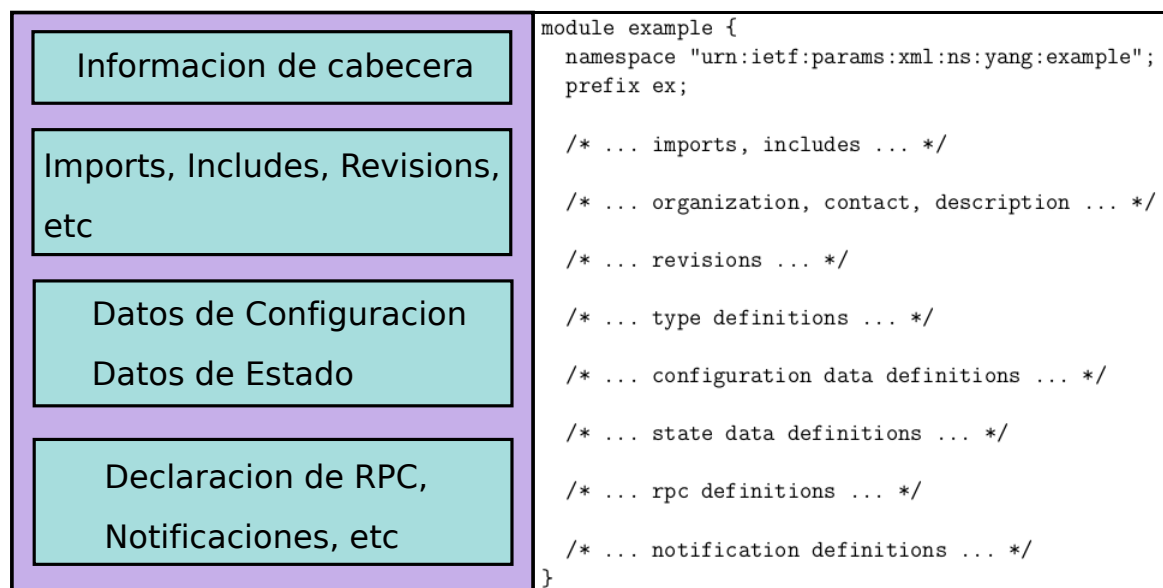 Informacion de cabecera
Imports, Includes, Revisions,
etc
Datos de Configuracion
Datos de Estado
Declaracion de RPC,
Notificaciones, etc
module example {
  namespace "urn:ietf:params:xml:ns:yang:example";
  prefix ex;
  /* ... imports, includes ... */
  /* ... organization, contact, description ... */
  /* ... revisions ... */
  /* ... type definitions ... */
  /* ... configuration data definitions ... */
  /* ... state data definitions ... */
  /* ... rpc definitions ... */
  /* ... notification definitions ... */
}